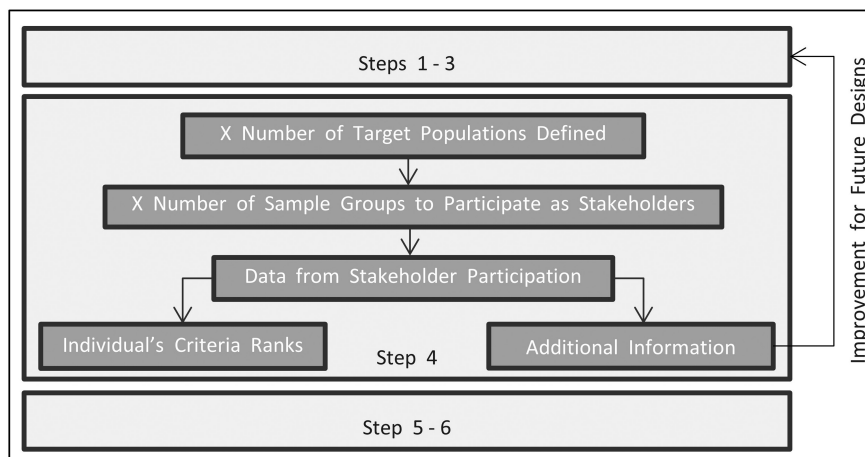 Steps 1 - 3
X Number of Target Populations Defined
X Number of Sample Groups to Participate as Stakeholders
Data from Stakeholder Participation
Individual's Criteria Ranks
Additional Information
Step 4
Step 5 - 6
Improvement for Future Designs